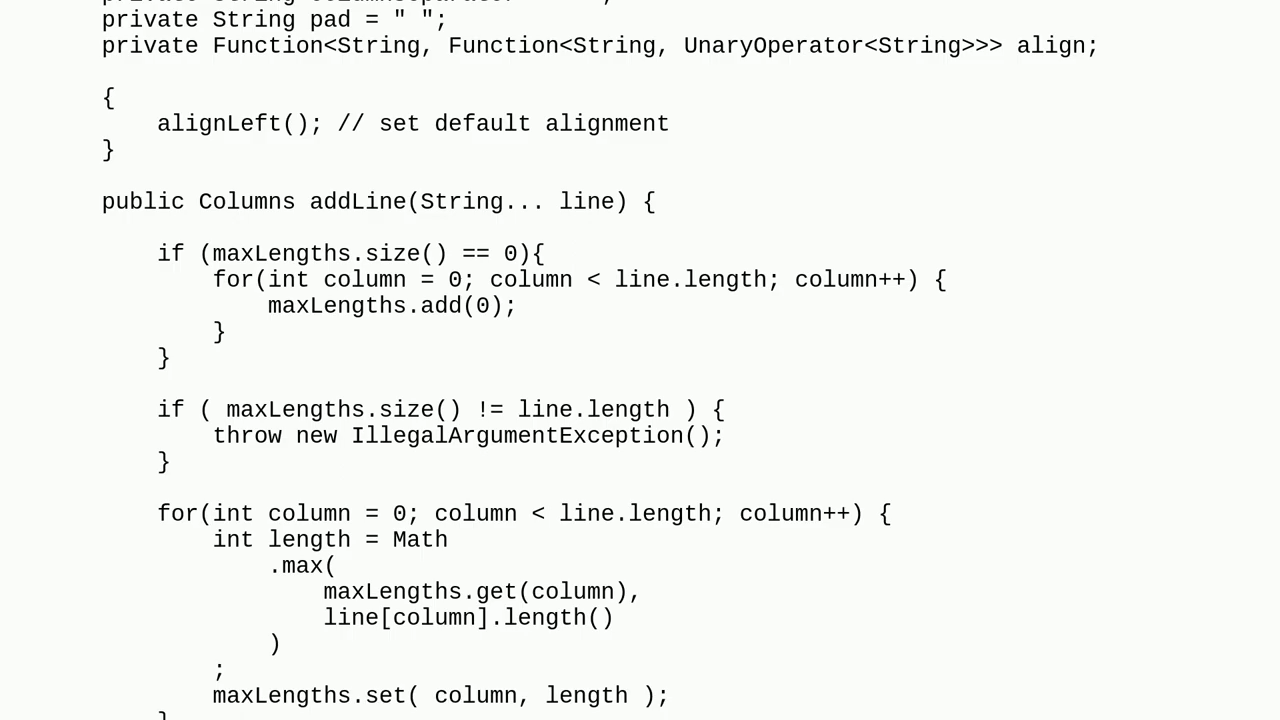 private String pad = " ";
private Function<String, Function<String, UnaryOperator<String>>> align;
{
alignLeft(); // set default alignment
}
public Columns addLine(String... line) {
if (maxLengths.size() == 0){
for(int column = 0; column < line.length; column++) {
maxLengths.add(0);
}
}
if ( maxLengths.size() != line.length ) {
throw new IllegalArgumentException();
}
for(int column = 0; column < line.length; column++) {
int length = Math
.max(
maxLengths.get(column),
line[column].length()
)
;
maxLengths.set( column, length );
}